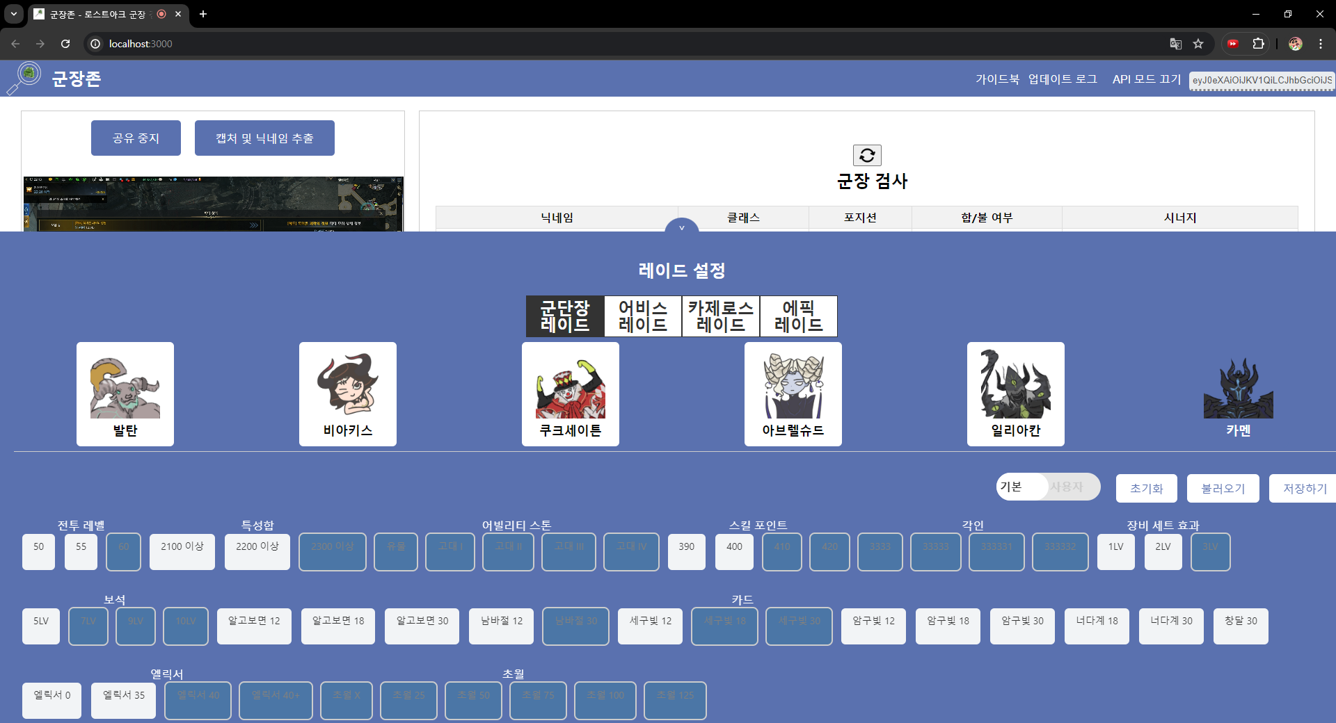 군장존 - 로스트아크 군장
localhost:3000
군장존
가이드북 업데이트 로그 API 모드 끄기 eyJ0eXAiOiJKV1QiLCJhbGciOiJS
공유 중지 캡처 및 닉네임 추출
군장 검사
닉네임 클래스 포지션 합/불 여부 시너지
레이드 설정
군단장 레이드 어비스 레이드 카제로스 레이드 에픽 레이드
발탄 비아키스 쿠크세이튼 아브렐슈드 일리아칸 카멘
기본 사용자 초기화 불러오기 저장하기
전투 레벨 특성합 어빌리티 스톤 스킬 포인트 각인 장비 세트 효과
50 55 60 2100 이상 2200 이상 2300 이상 유물 고대 I 고대 II 고대 III 고대 IV 390 400 410 420 3333 33333 333331 333332 1LV 2LV 3LV
보석 카드
5LV 7LV 9LV 10LV 알고보면 12 알고보면 18 알고보면 30 남바절 12 남바절 30 세구빛 12 세구빛 18 세구빛 30 암구빛 12 암구빛 18 암구빛 30 너다계 18 너다계 30 창달 30
엘릭서 초월
엘릭서 0 엘릭서 35 엘릭서 40 엘릭서 40+ 초월 X 초월 25 초월 50 초월 75 초월 100 초월 125